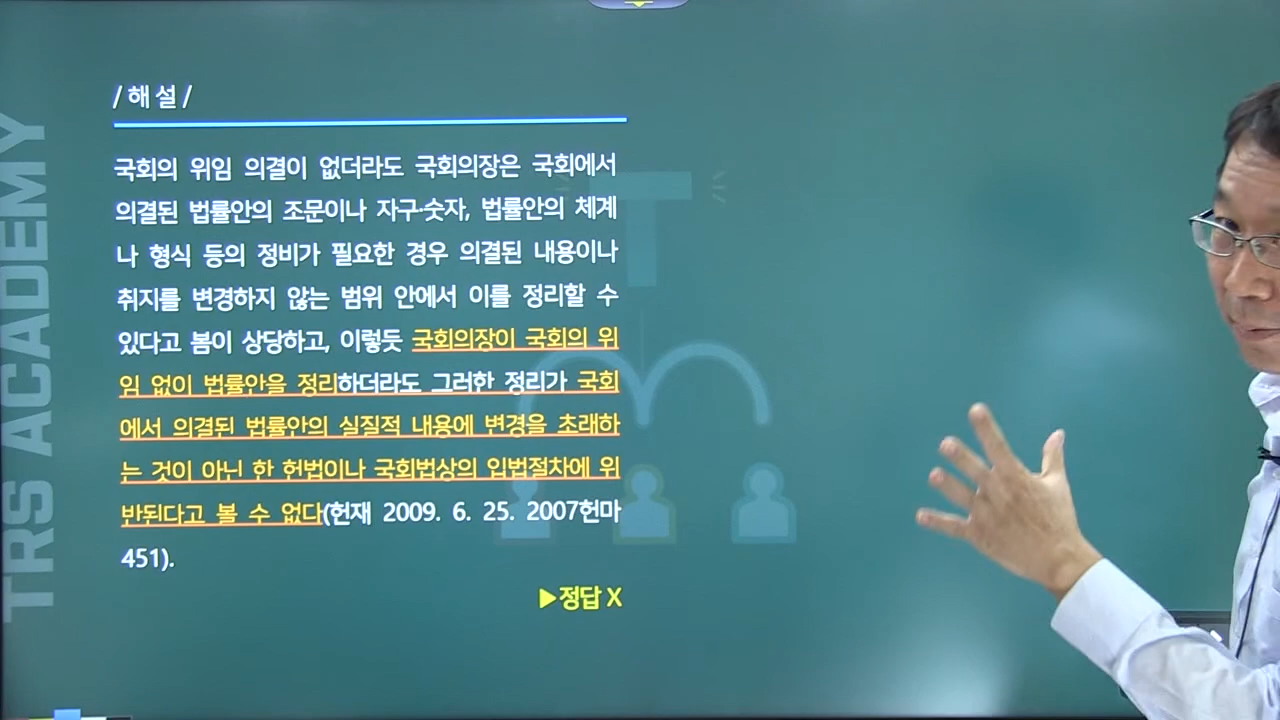 TRS ACADEMY
/ 해 설 /
국회의 위임 의결이 없더라도 국회의장은 국회에서
의결된 법률안의 조문이나 자구·숫자, 법률안의 체계
나 형식 등의 정비가 필요한 경우 의결된 내용이나
취지를 변경하지 않는 범위 안에서 이를 정리할 수
있다고 봄이 상당하고, 이렇듯 국회의장이 국회의 위
임 없이 법률안을 정리하더라도 그러한 정리가 국회
에서 의결된 법률안의 실질적 내용에 변경을 초래하
는 것이 아닌 한 헌법이나 국회법상의 입법절차에 위
반된다고 볼 수 없다(헌재 2009. 6. 25. 2007헌마
451).
▶정답 X